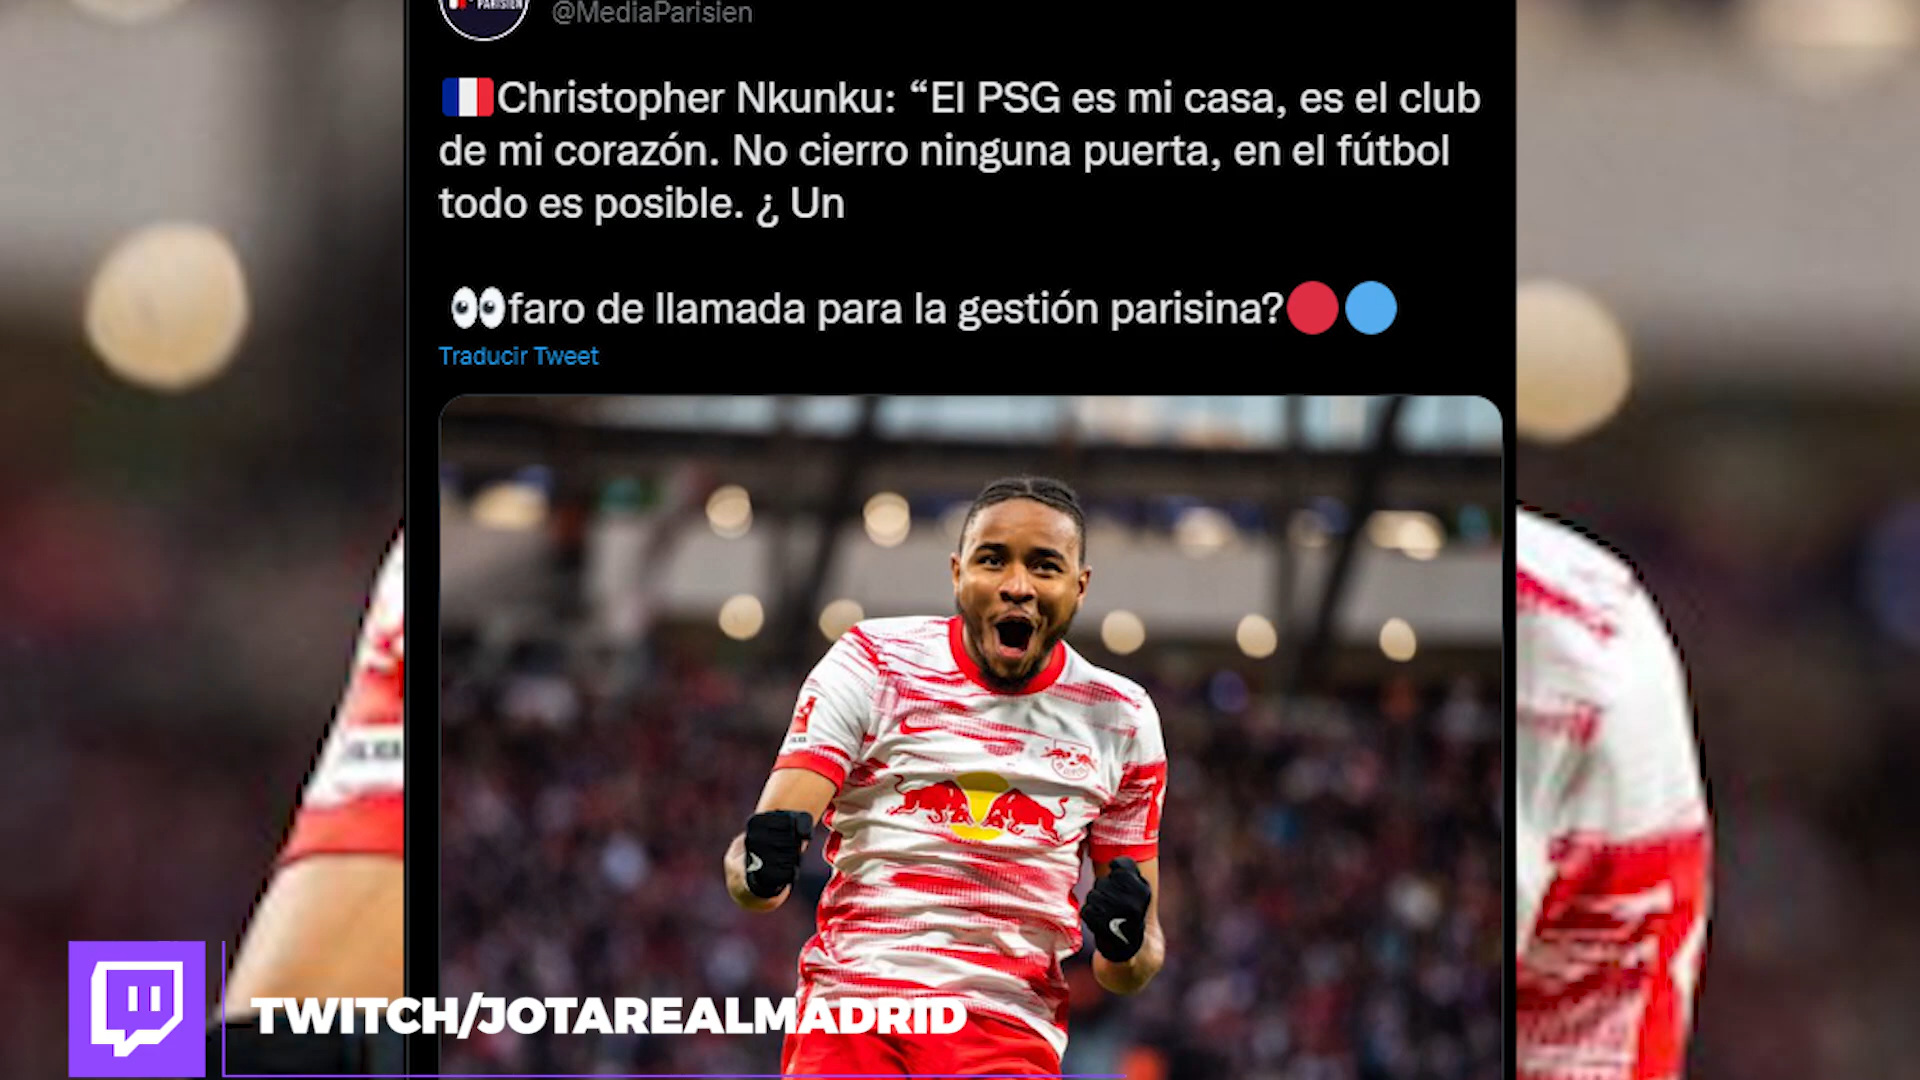 PARISIEN
@MediaParisien
Christopher Nkunku: “El PSG es mi casa, es el club
de mi corazón. No cierro ninguna puerta, en el fútbol
todo es posible. ¿ Un
faro de llamada para la gestión parisina?
Traducir Tweet
TWITCH/JOTAREALMADRID